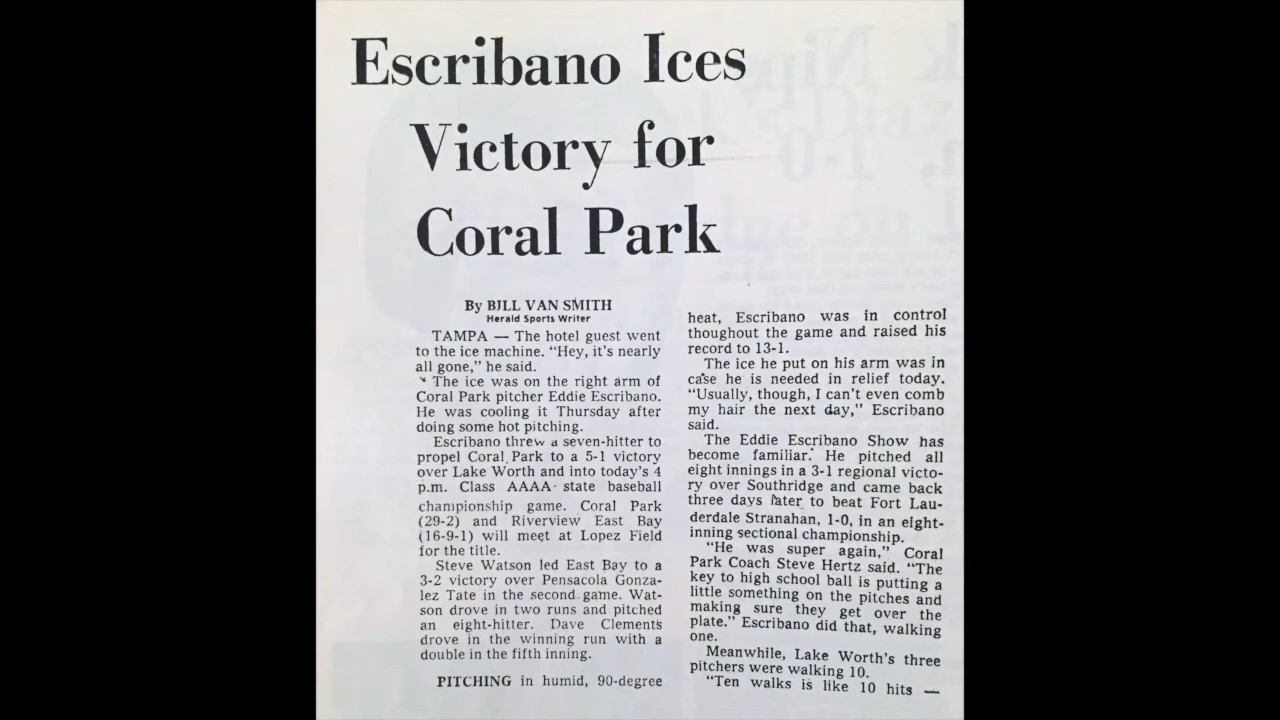 Escribano Ices
Victory for
Coral Park
By BILL VAN SMITH
Herald Sports Writer
TAMPA — The hotel guest went
to the ice machine. “Hey, it’s nearly
all gone,” he said.
The ice was on the right arm of
Coral Park pitcher Eddie Escribano.
He was cooling it Thursday after
doing some hot pitching.
Escribano threw a seven-hitter to
propel Coral Park to a 5-1 victory
over Lake Worth and into today’s 4
p.m. Class AAAA state baseball
championship game. Coral Park
(29-2) and Riverview East Bay
(16-9-1) will meet at Lopez Field
for the title.
Steve Watson led East Bay to a
3-2 victory over Pensacola Gonza-
lez Tate in the second game. Wat-
son drove in two runs and pitched
an eight-hitter. Dave Clements
drove in the winning run with a
double in the fifth inning.
PITCHING in humid, 90-degree
heat, Escribano was in control
thoughout the game and raised his
record to 13-1.
The ice he put on his arm was in
case he is needed in relief today.
“Usually, though, I can’t even comb
my hair the next day,” Escribano
said.
The Eddie Escribano Show has
become familiar. He pitched all
eight innings in a 3-1 regional victo-
ry over Southridge and came back
three days later to beat Fort Lau-
derdale Stranahan, 1-0, in an eight-
inning sectional championship.
“He was super again,” Coral
Park Coach Steve Hertz said. “The
key to high school ball is putting a
little something on the pitches and
making sure they get over the
plate.” Escribano did that, walking
one.
Meanwhile, Lake Worth’s three
pitchers were walking 10.
“Ten walks is like 10 hits —